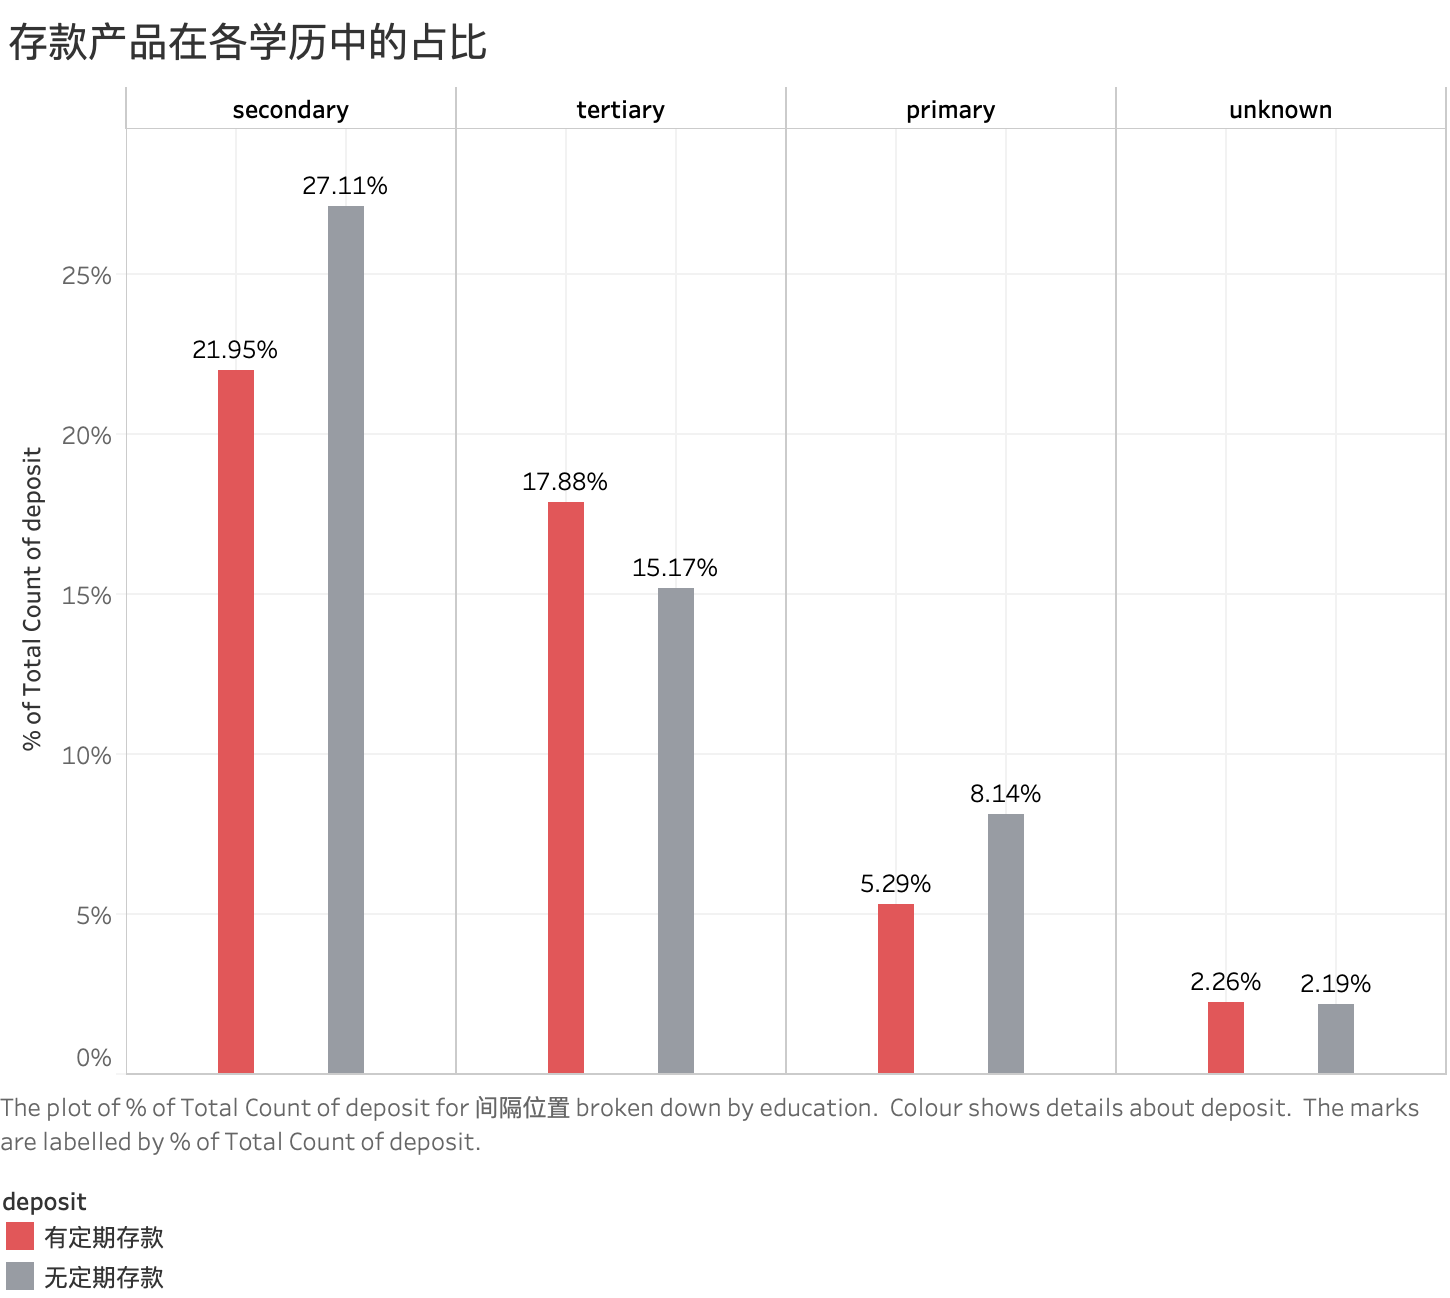 存款产品在各学历中的占比
secondary tertiary primary unknown
27.11%
25%
21.95%
20%
17.88%
15.17%
15%
10%
8.14%
5.29%
5%
2.26% 2.19%
0%
% of Total Count of deposit
The plot of % of Total Count of deposit for 间隔位置 broken down by education. Colour shows details about deposit. The marks
are labelled by % of Total Count of deposit.
deposit
有定期存款
无定期存款